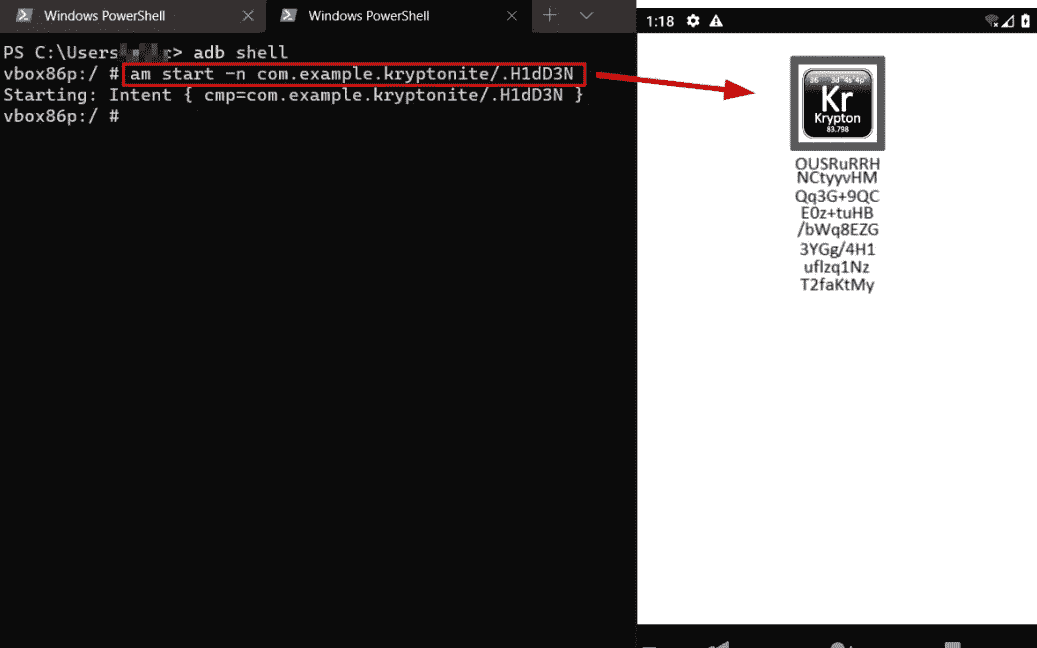 Windows PowerShell
Windows PowerShell
PS C:\Users> adb shell
vbox86p:/ # am start -n com.example.kryptonite/.H1dD3N
Starting: Intent { cmp=com.example.kryptonite/.H1dD3N }
vbox86p:/ #
1:18
36 3d¹⁰4s²4p⁶
Kr
Krypton
83.798
OUSRuRRH
NCtyyvHM
Qq3G+9QC
E0z+tuHB
/bWq8EZG
3YGg/4H1
uflzq1Nz
T2faKtMy